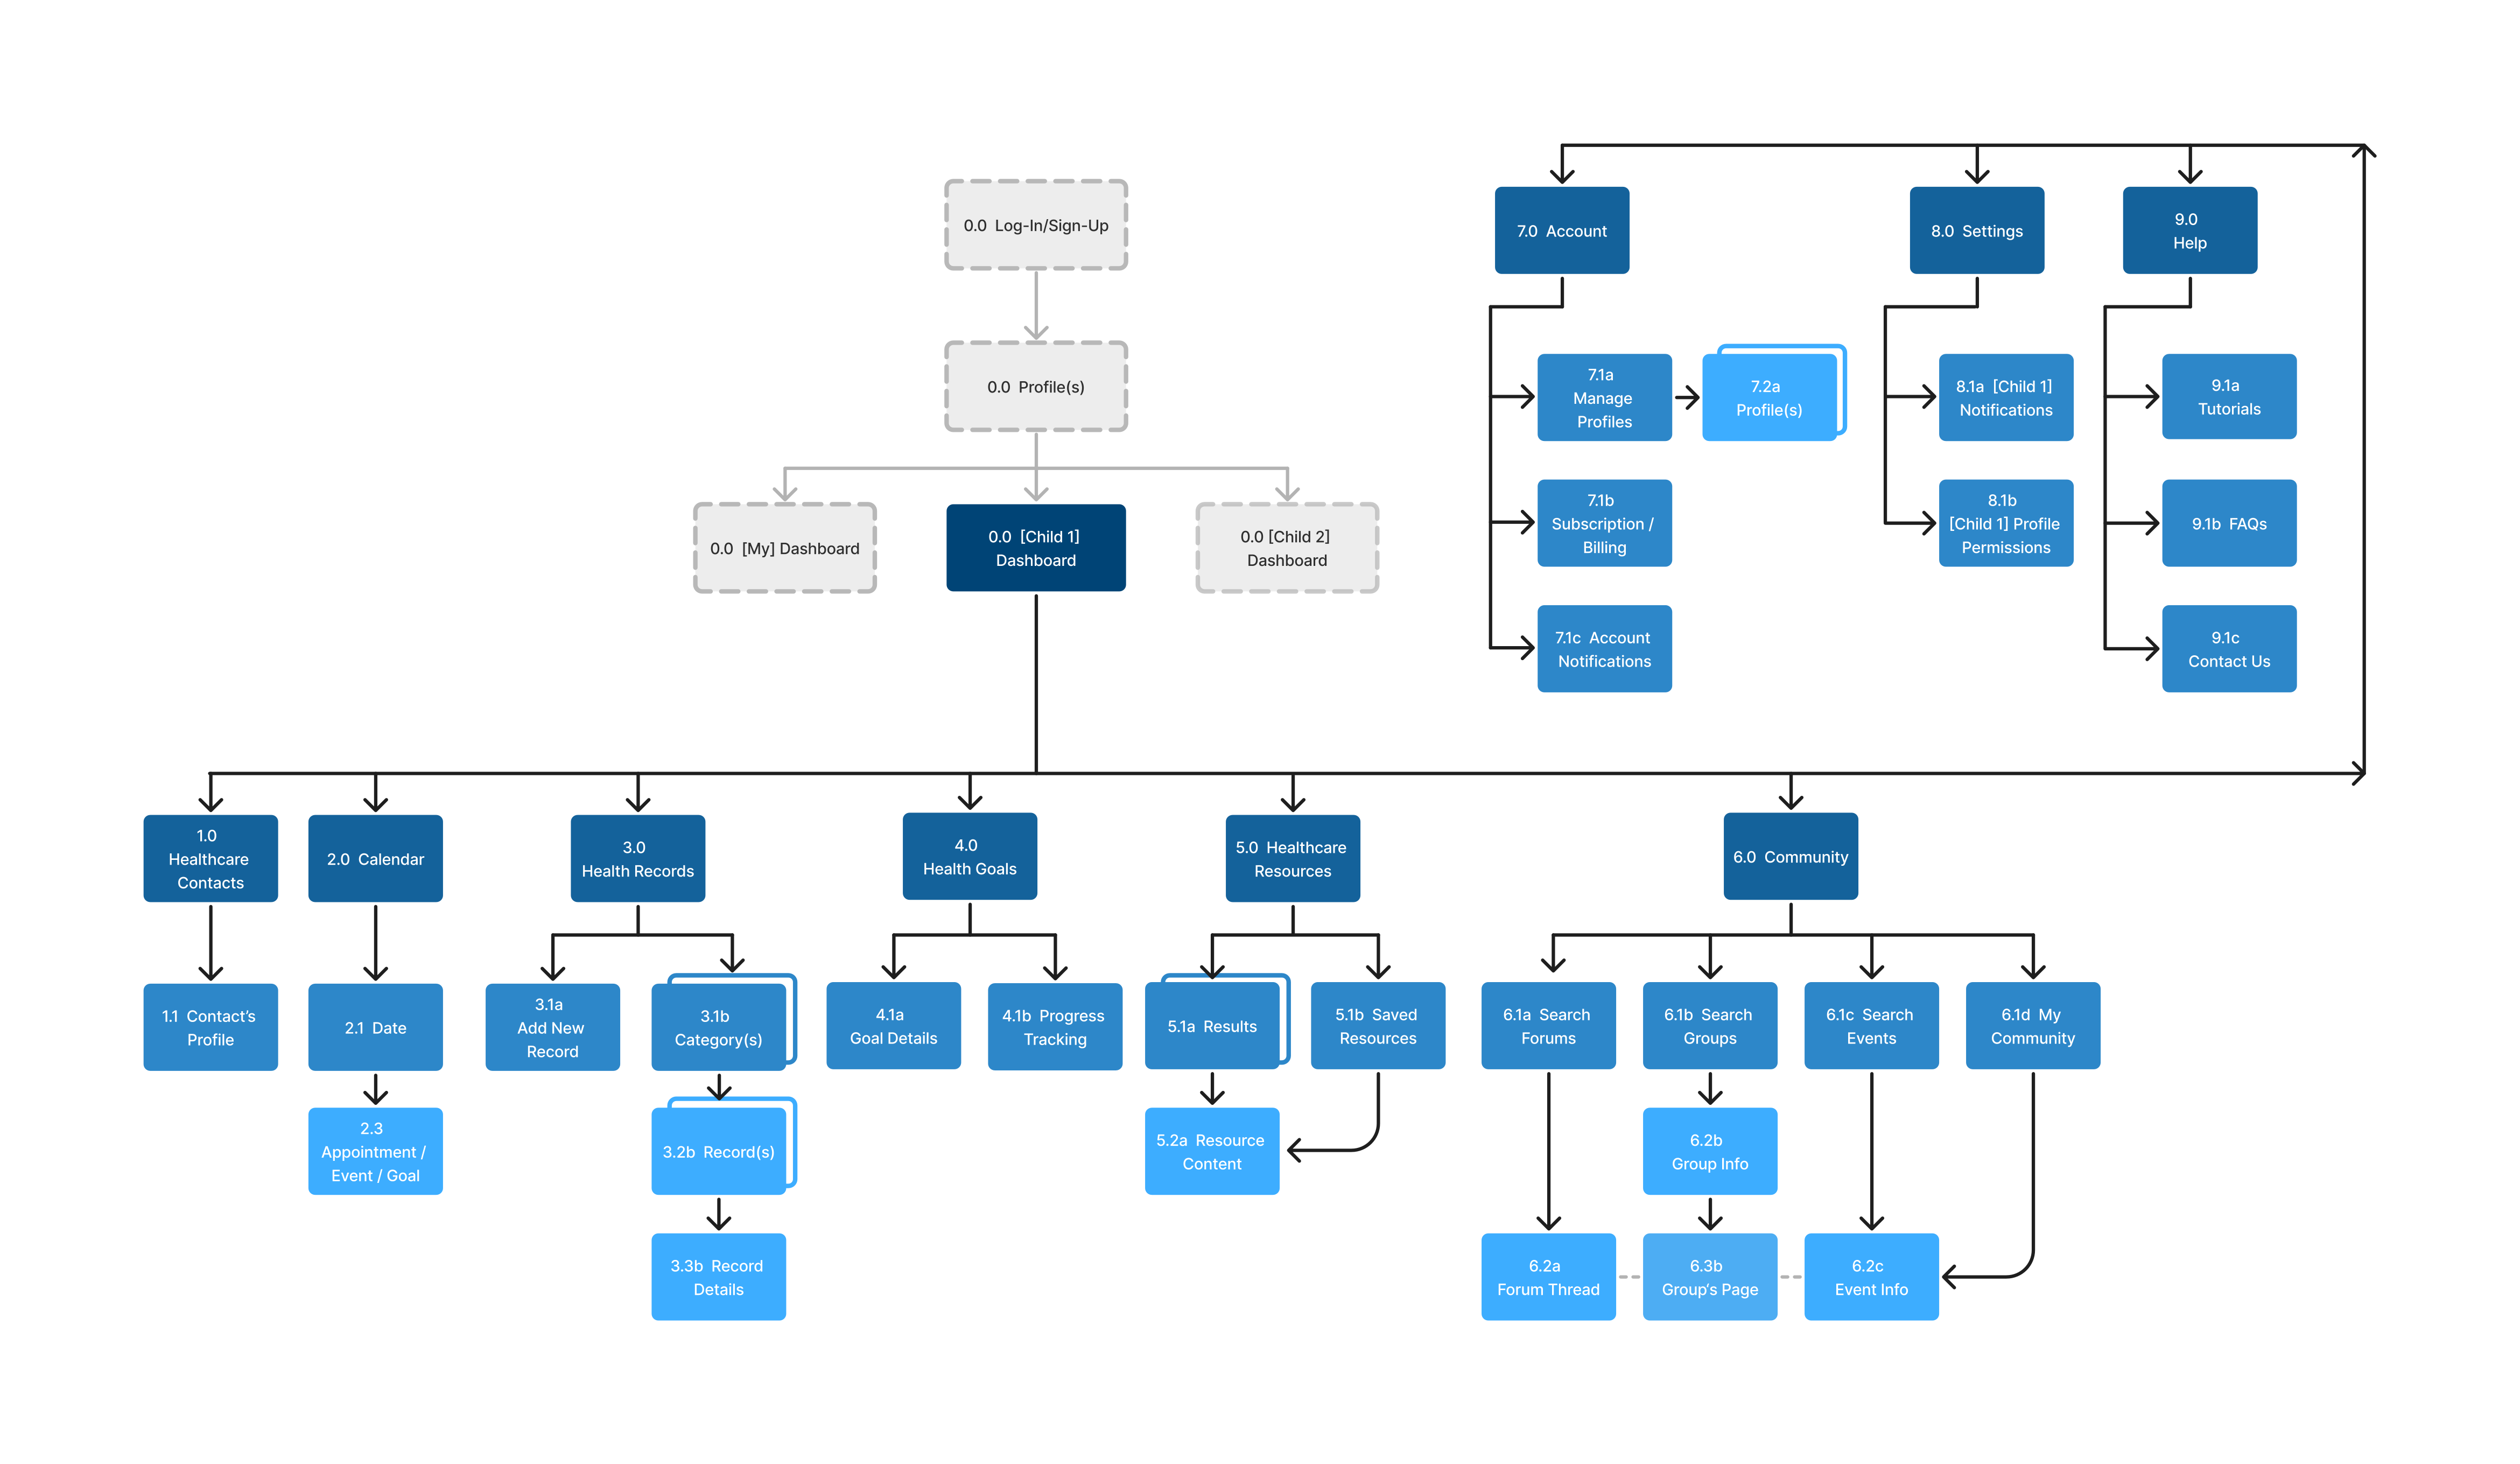 0.0 Log-In/Sign-Up
0.0 Profile(s)
0.0 [My] Dashboard
0.0 [Child 1]
Dashboard
0.0 [Child 2]
Dashboard
7.0 Account
7.1a
Manage
Profiles
7.2a
Profile(s)
7.1b
Subscription /
Billing
7.1c Account
Notifications
8.0 Settings
8.1a [Child 1]
Notifications
8.1b
[Child 1] Profile
Permissions
9.0
Help
9.1a
Tutorials
9.1b FAQs
9.1c
Contact Us
1.0
Healthcare
Contacts
1.1 Contact’s
Profile
2.0 Calendar
2.1 Date
2.3
Appointment /
Event / Goal
3.0
Health Records
3.1a
Add New
Record
3.1b
Category(s)
3.2b Record(s)
3.3b Record
Details
4.0
Health Goals
4.1a
Goal Details
4.1b Progress
Tracking
5.0 Healthcare
Resources
5.1a Results
5.1b Saved
Resources
5.2a Resource
Content
6.0 Community
6.1a Search
Forums
6.1b Search
Groups
6.1c Search
Events
6.1d My
Community
6.2b
Group Info
6.2a
Forum Thread
6.3b
Group’s Page
6.2c
Event Info